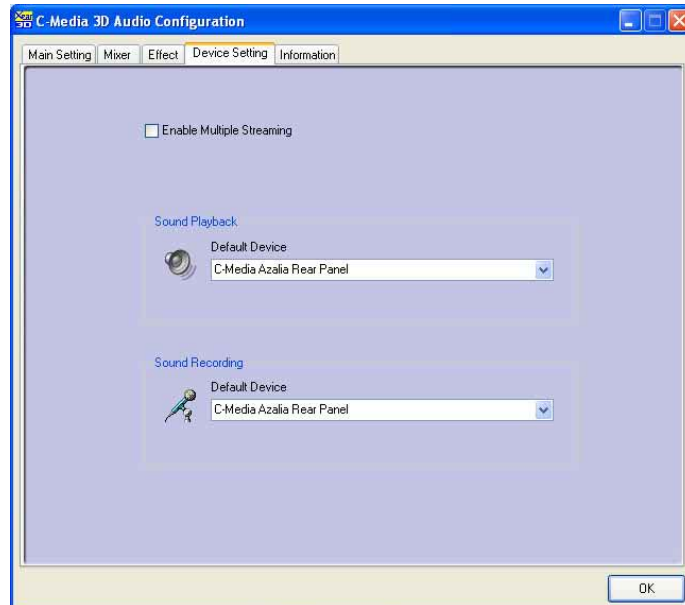 C-Media 3D Audio Configuration
Main Setting Mixer Effect Device Setting Information
Enable Multiple Streaming
Sound Playback
Default Device
C-Media Azalia Rear Panel
Sound Recording
Default Device
C-Media Azalia Rear Panel
OK